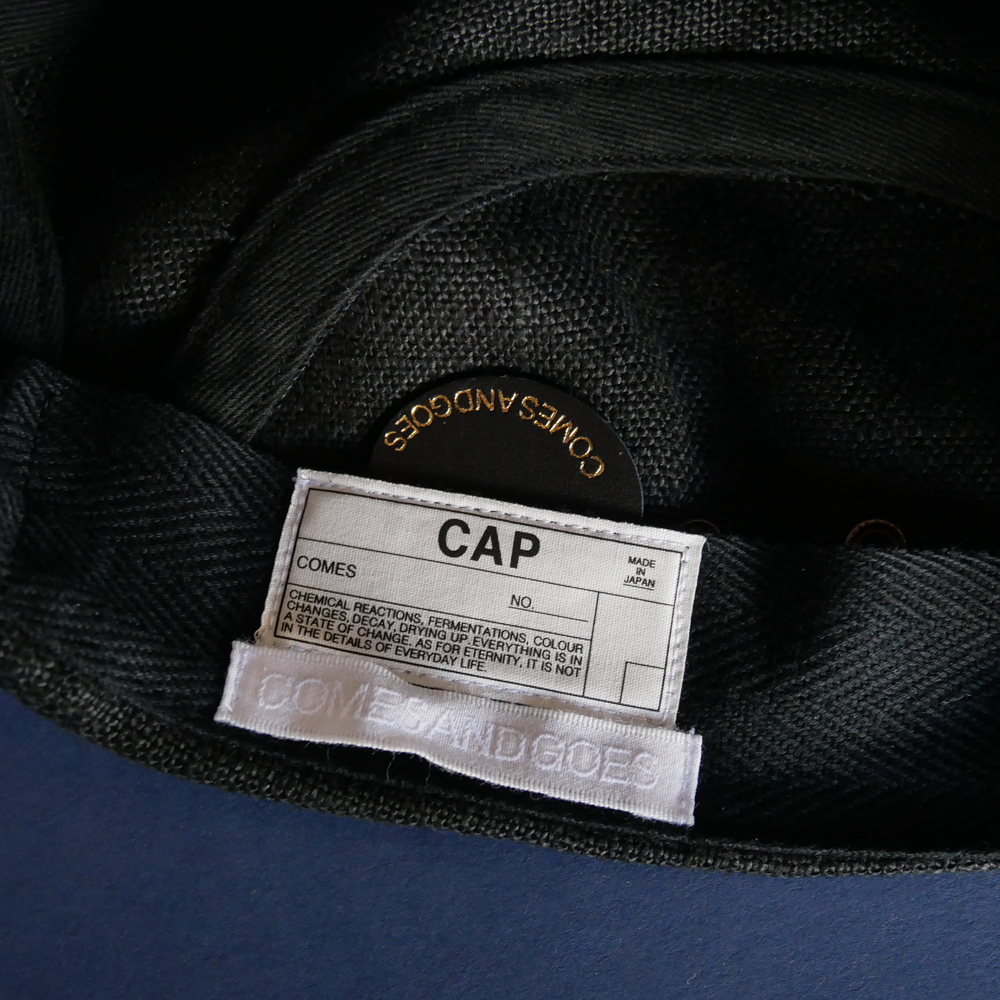 COMESANDGOES
CAP
MADE
IN
JAPAN
COMES
NO.
CHEMICAL REACTIONS, FERMENTATIONS, COLOUR
CHANGES, DECAY, DRYING UP. EVERYTHING IS IN
A STATE OF CHANGE. AS FOR ETERNITY, IT IS NOT
IN THE DETAILS OF EVERYDAY LIFE.
COMESANDGOES